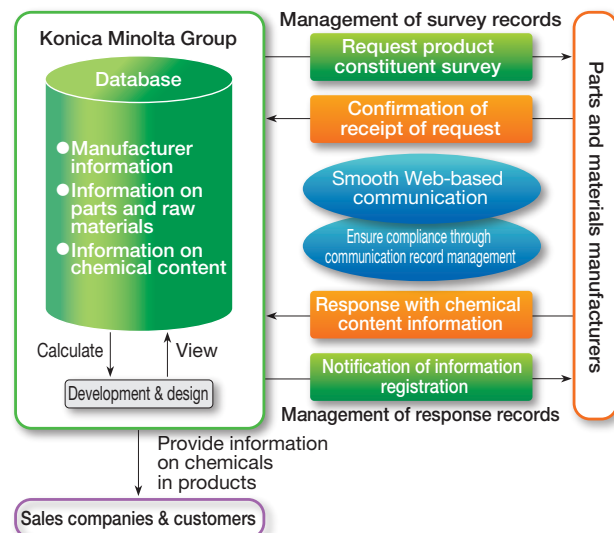 Management of survey records
Konica Minolta Group
Database
●Manufacturer
information
●Information on
parts and raw
materials
●Information on
chemical content
Calculate
View
Development & design
Request product
constituent survey
Confirmation of
receipt of request
Smooth Web-based
communication
Ensure compliance through
communication record management
Response with chemical
content information
Notification of information
registration
Management of response records
Parts and materials manufacturers
Provide information
on chemicals
in products
Sales companies & customers